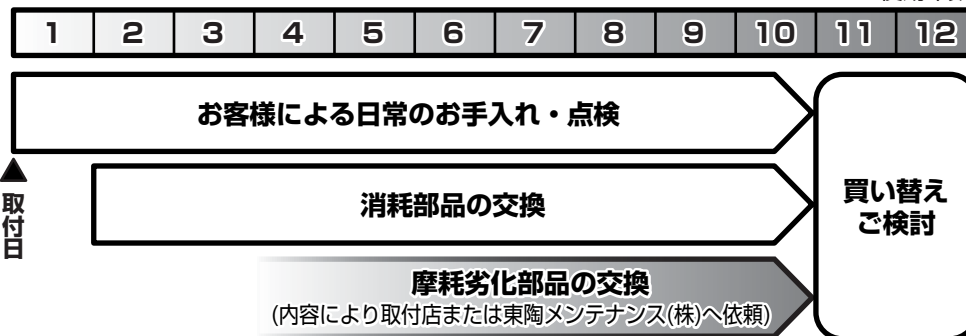 1 2 3 4 5 6 7 8 9 10 11 12
お客様による日常のお手入れ・点検
取付日
消耗部品の交換
買い替え
ご検討
摩耗劣化部品の交換
(内容により取付店または東陶メンテナンス(株)へ依頼)